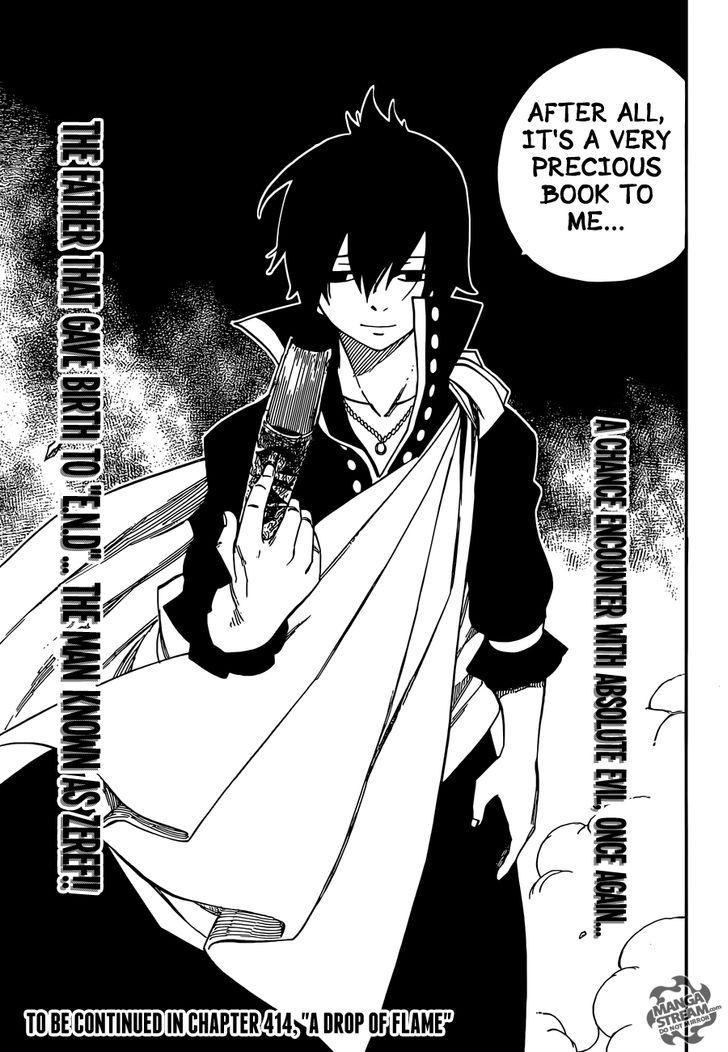 AFTER ALL,
IT'S A VERY
PRECIOUS
BOOK TO
ME...
A CHANCE ENCOUNTER WITH ABSOLUTE EVIL, ONCE AGAIN...
THE FATHER THAT GAVE BIRTH TO "E.N.D"... THE MAN KNOWN AS ZEREF!!
TO BE CONTINUED IN CHAPTER 414, "A DROP OF FLAME"
MANGA
STREAM.com
DO NOT MIRROR